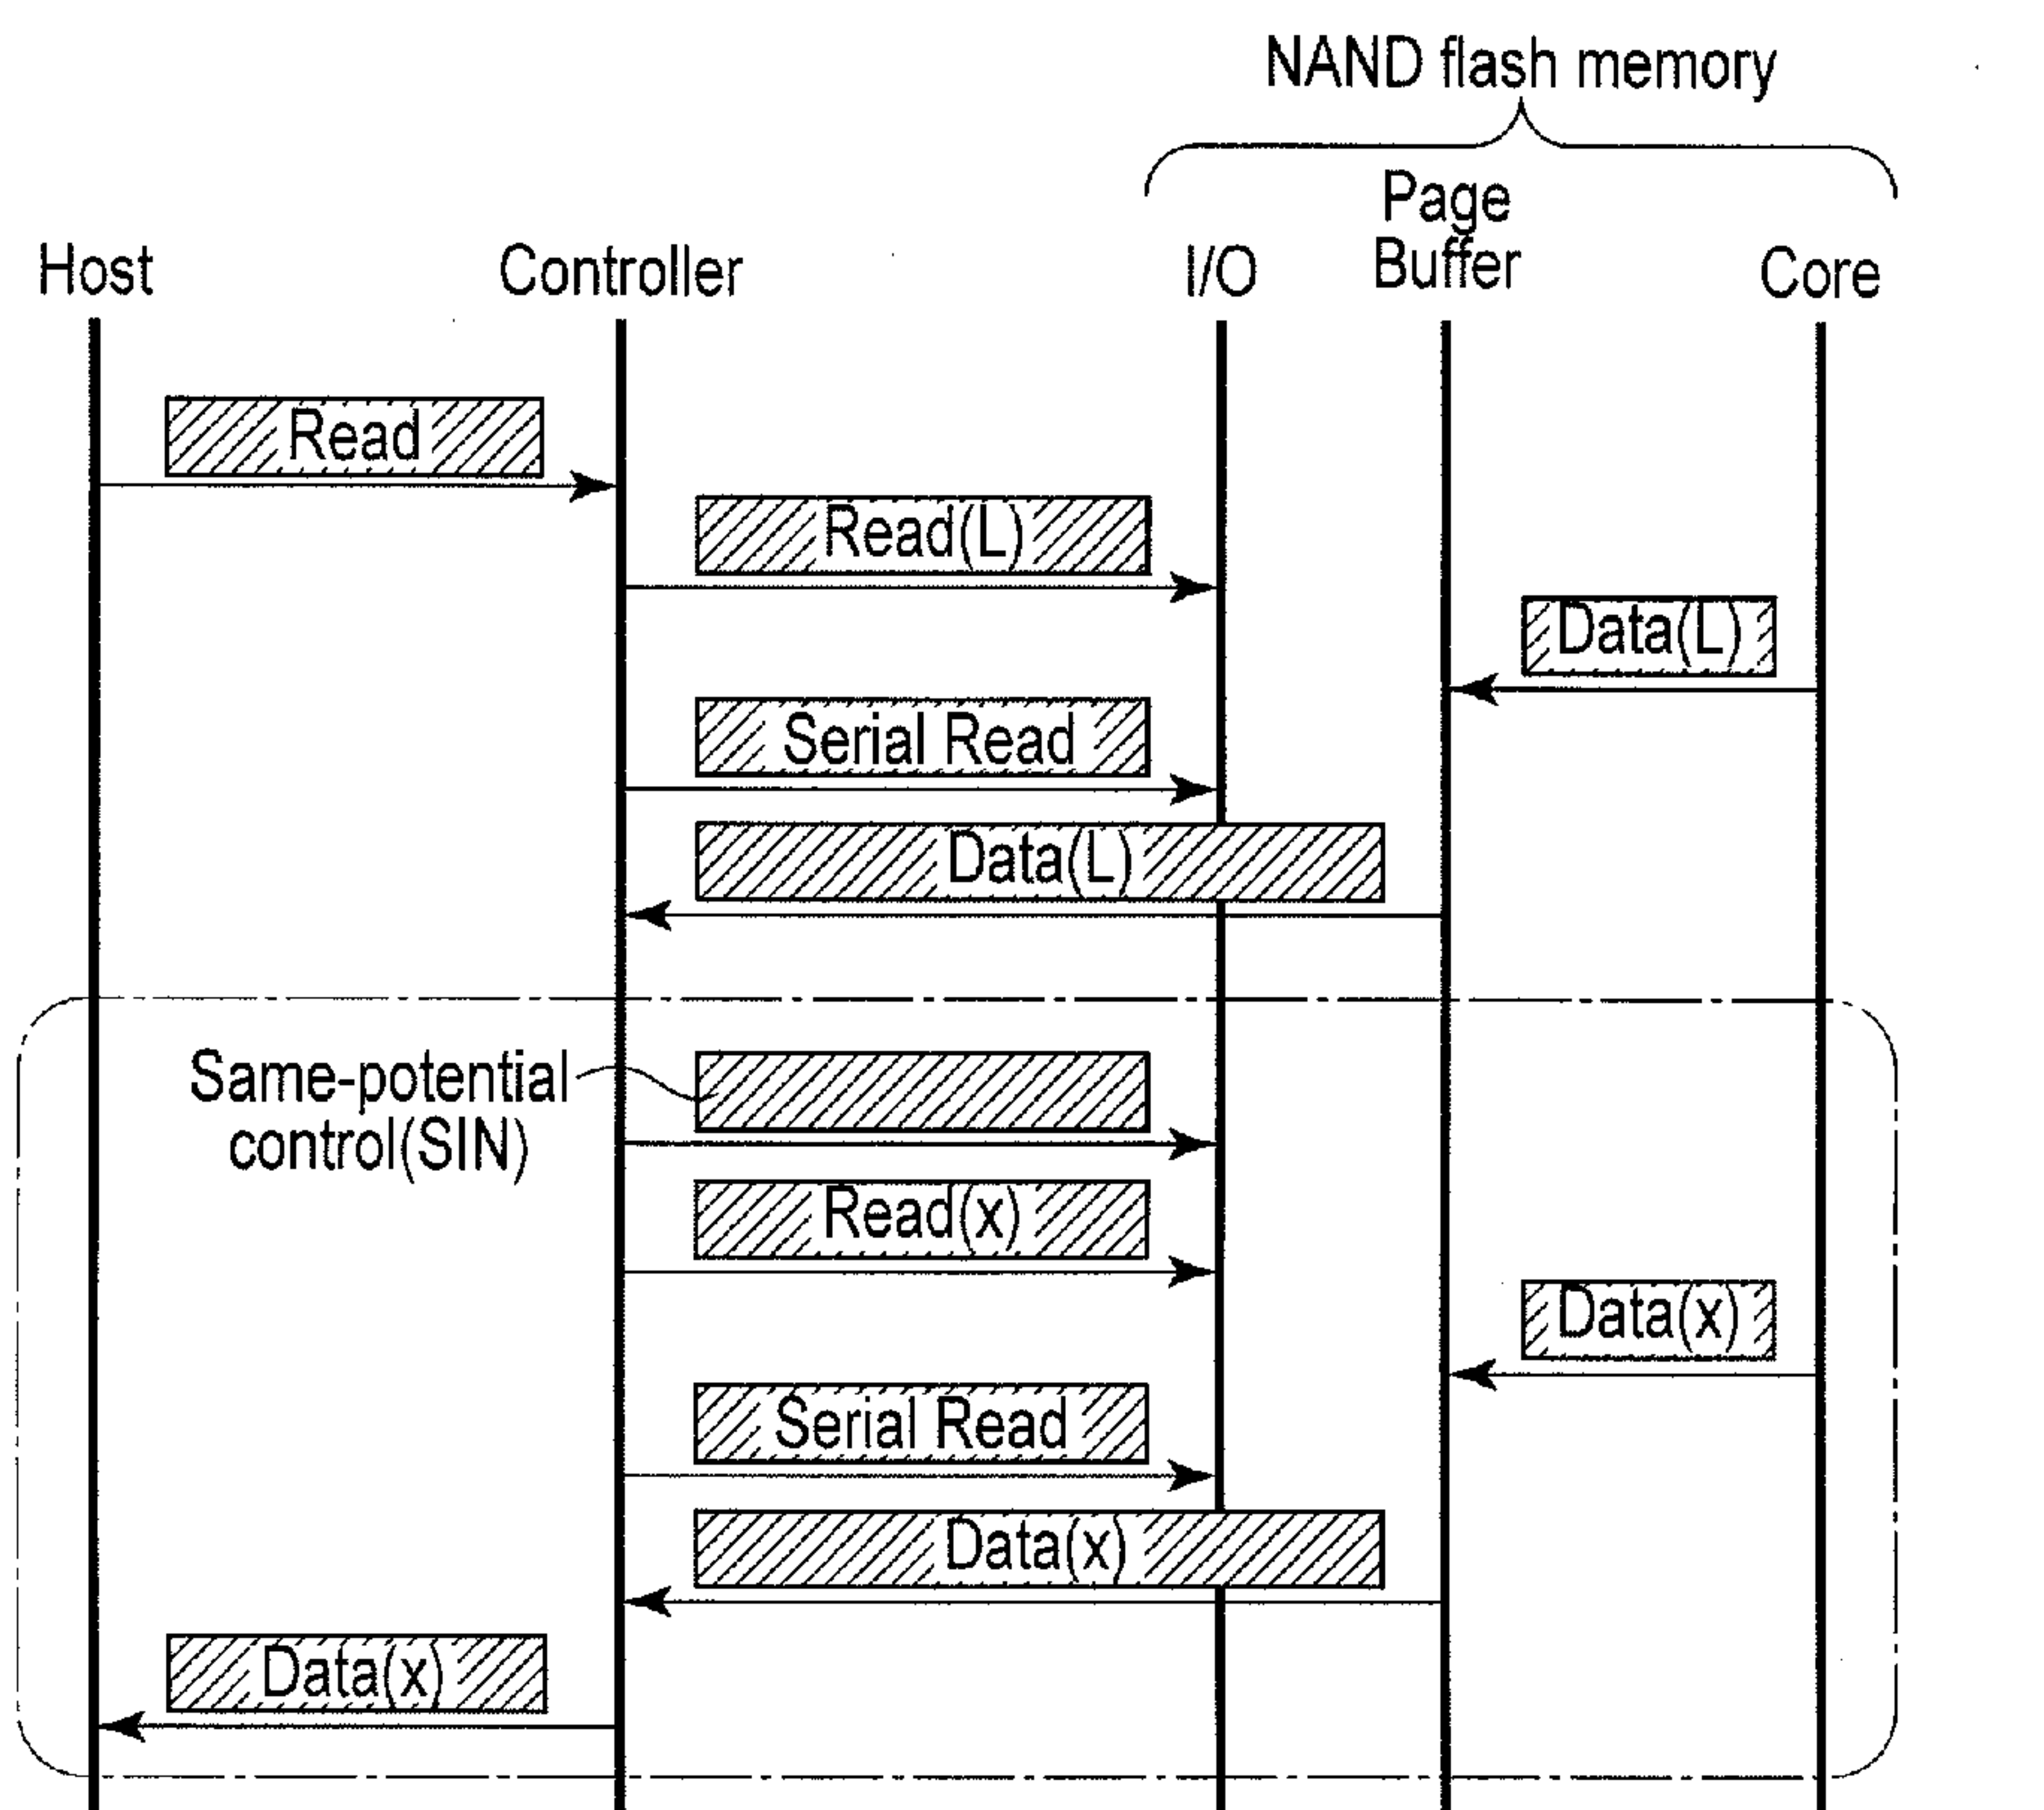 NAND flash memory
Page
Buffer
Host
Controller
I/O
Core
Read
Read(L)
Data(L)
Serial Read
Data(L)
Same-potential
control(SIN)
Read(x)
Data(x)
Serial Read
Data(x)
Data(x)